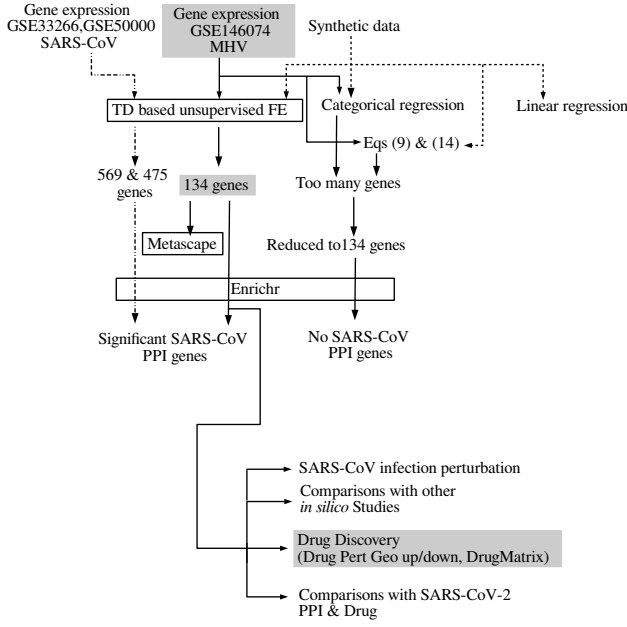 Gene expression
GSE33266,GSE50000
SARS-CoV
Gene expression
GSE146074
MHV
Synthetic data
TD based unsupervised FE
Categorical regression
Linear regression
Eqs (9) & (14)
569 & 475
genes
134 genes
Too many genes
Metascape
Reduced to134 genes
Enrichr
Significant SARS-CoV
PPI genes
No SARS-CoV
PPI genes
SARS-CoV infection perturbation
Comparisons with other
in silico Studies
Drug Discovery
(Drug Pert Geo up/down, DrugMatrix)
Comparisons with SARS-CoV-2
PPI & Drug